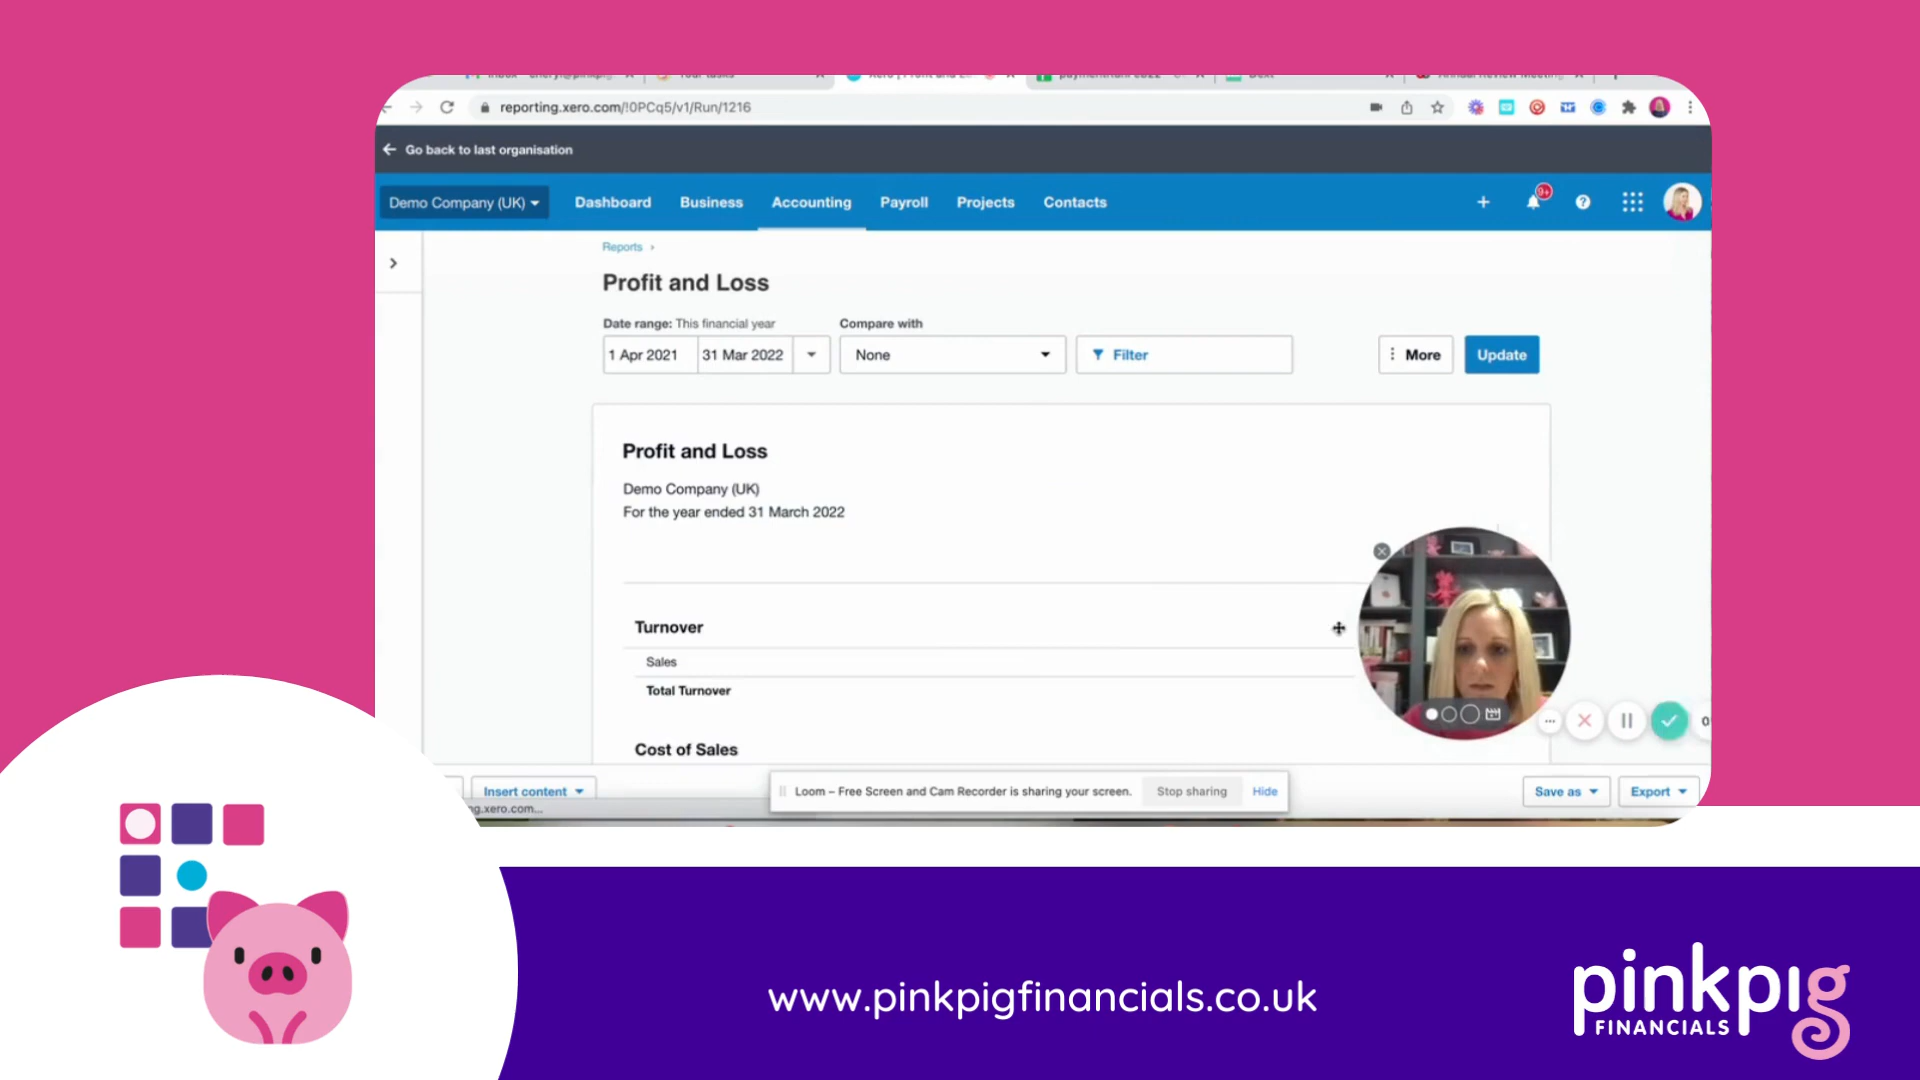 reporting.xero.com/!0PCq5/v1/Run/1216
Go back to last organisation
Demo Company (UK) Dashboard Business Accounting Payroll Projects Contacts 9+
Reports
Profit and Loss
Date range: This financial year Compare with
1 Apr 2021 31 Mar 2022 None Filter More Update
Profit and Loss
Demo Company (UK)
For the year ended 31 March 2022
Turnover
Sales
Total Turnover
Cost of Sales
Insert content Loom – Free Screen and Cam Recorder is sharing your screen. Stop sharing Hide Save as Export
ng.xero.com...
www.pinkpigfinancials.co.uk
pinkpig
FINANCIALS